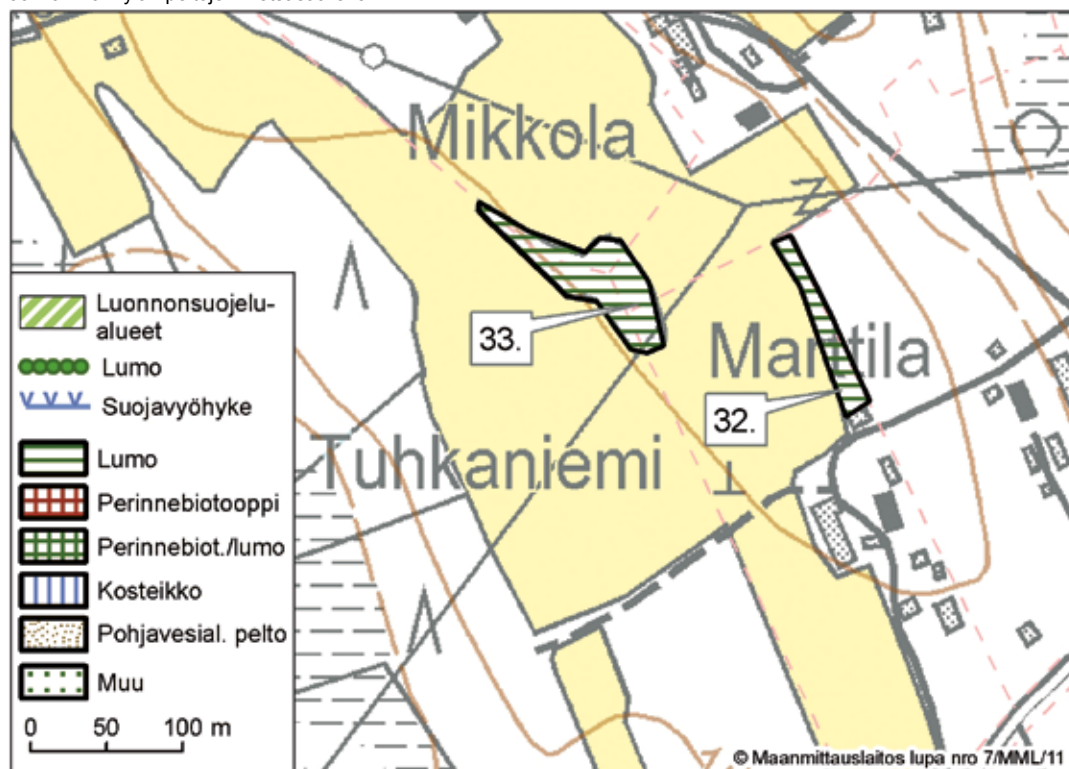 Mikkola
33.
Manttila
32.
Tuhkaniemi
Luonnonsuojelu-
alueet
Lumo
Suojavyöhyke
Lumo
Perinnebiotooppi
Perinnebiot./lumo
Kosteikko
Pohjavesial. pelto
Muu
0 50 100 m
© Maanmittauslaitos lupa nro 7/MML/11